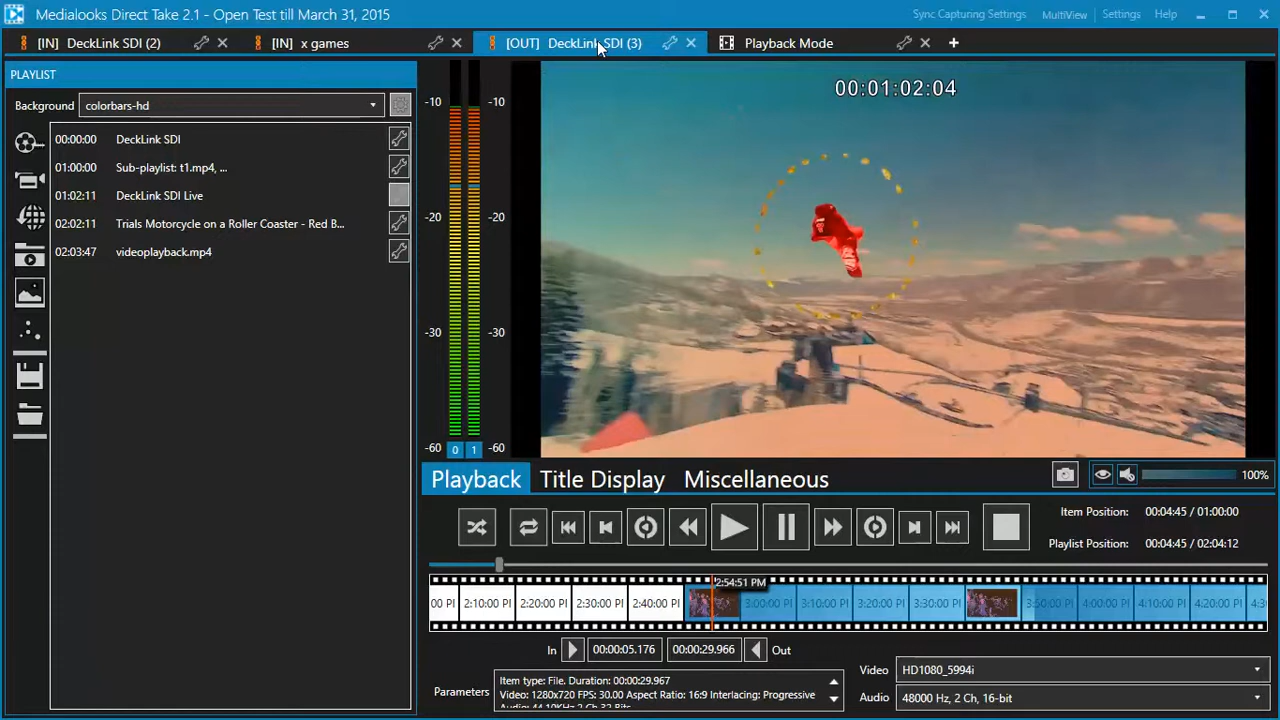 Medialooks Direct Take 2.1 - Open Test till March 31, 2015
Sync Capturing Settings MultiView Settings Help
[IN] DeckLink SDI (2) [IN] x games [OUT] DeckLink SDI (3) Playback Mode
PLAYLIST
Background colorbars-hd
00:00:00 DeckLink SDI
01:00:00 Sub-playlist: t1.mp4, ...
01:02:11 DeckLink SDI Live
02:02:11 Trials Motorcycle on a Roller Coaster - Red B...
02:03:47 videoplayback.mp4
-10 -10
-20 -20
-30 -30
-60 0 1 -60
00:01:02:04
Playback Title Display Miscellaneous
100%
Item Position: 00:04:45 / 01:00:00
Playlist Position: 00:04:45 / 02:04:12
2:54:51 PM
00 PI 2:10:00 PI 2:20:00 PI 2:30:00 PI 2:40:00 PI 3:00:00 PI 3:10:00 PI 3:20:00 PI 3:30:00 PI 3:50:00 PI 4:00:00 PI 4:10:00 PI 4:20:00 PI 4:3
In 00:00:05.176 00:00:29.966 Out
Parameters
Item type: File. Duration: 00:00:29.967
Video: 1280x720 FPS: 30.00 Aspect Ratio: 16:9 Interlacing: Progressive
Audio: 44.10KHz 2 Ch 32 Bits
Video HD1080_5994i
Audio 48000 Hz, 2 Ch, 16-bit